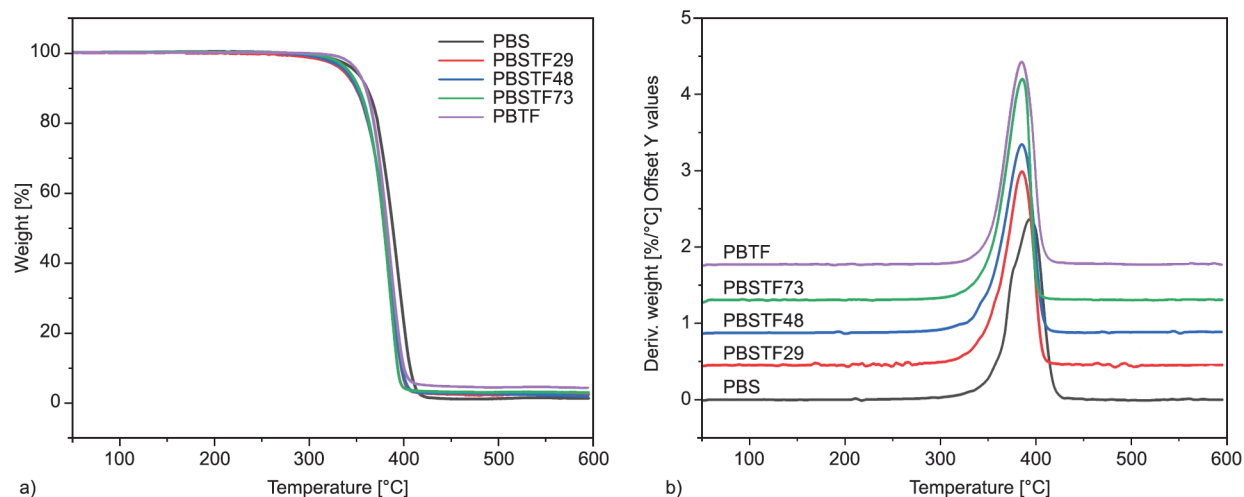 100
80
60
40
20
0
Weight [%]
PBS
PBSTF29
PBSTF48
PBSTF73
PBTF
100
200
300
400
500
600
Temperature [°C]
a)
5
4
3
2
1
0
Deriv. weight [%/°C] Offset Y values
PBTF
PBSTF73
PBSTF48
PBSTF29
PBS
100
200
300
400
500
600
Temperature [°C]
b)